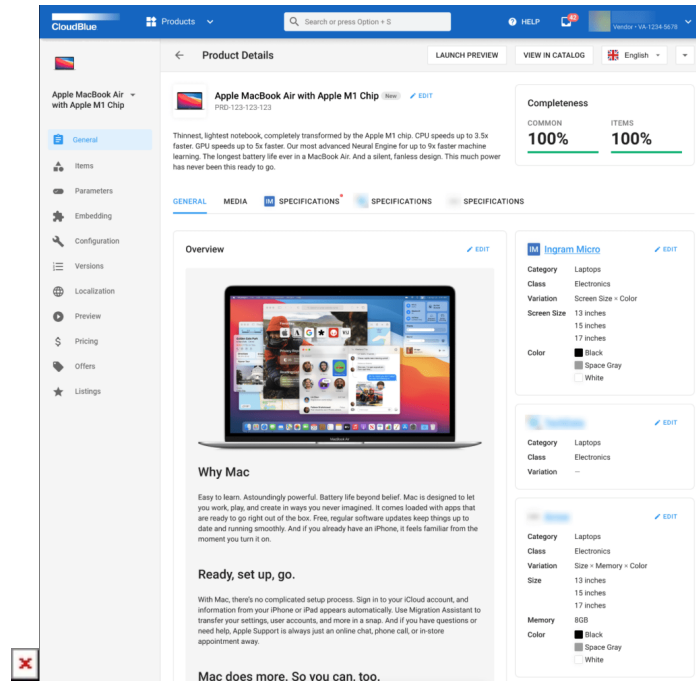 CloudBlue
Products
Search or press Option + S
HELP
Vendor • VA-1234-5678
Product Details
LAUNCH PREVIEW
VIEW IN CATALOG
English
Apple MacBook Air
with Apple M1 Chip
General
Items
Parameters
Embedding
Configuration
Versions
Localization
Preview
Pricing
Offers
Listings
Apple MacBook Air with Apple M1 Chip New EDIT
PRD-123-123-123
Thinnest, lightest notebook, completely transformed by the Apple M1 chip. CPU speeds up to 3.5x
faster. GPU speeds up to 5x faster. Our most advanced Neural Engine for up to 9x faster machine
learning. The longest battery life ever in a MacBook Air. And a silent, fanless design. This much power
has never been this ready to go.
Completeness
COMMON ITEMS
100% 100%
GENERAL MEDIA IM SPECIFICATIONS SPECIFICATIONS SPECIFICATIONS
Overview EDIT
MacBook Air
Why Mac
Easy to learn. Astoundingly powerful. Battery life beyond belief. Mac is designed to let
you work, play, and create in ways you never imagined. It comes loaded with apps that
are ready to go right out of the box. Free, regular software updates keep things up to
date and running smoothly. And if you already have an iPhone, it feels familiar from the
moment you turn it on.
Ready, set up, go.
With Mac, there's no complicated setup process. Sign in to your iCloud account, and
information from your iPhone or iPad appears automatically. Use Migration Assistant to
transfer your settings, user accounts, and more in a snap. And if you have questions or
need help, Apple Support is always just an online chat, phone call, or in-store
appointment away.
Mac does more. So you can, too.
IM Ingram Micro EDIT
Category Laptops
Class Electronics
Variation Screen Size × Color
Screen Size 13 inches
15 inches
17 inches
Color Black
Space Gray
White
EDIT
Category Laptops
Class Electronics
Variation —
EDIT
Category Laptops
Class Electronics
Variation Size × Memory × Color
Size 13 inches
15 inches
17 inches
Memory 8GB
Color Black
Space Gray
White